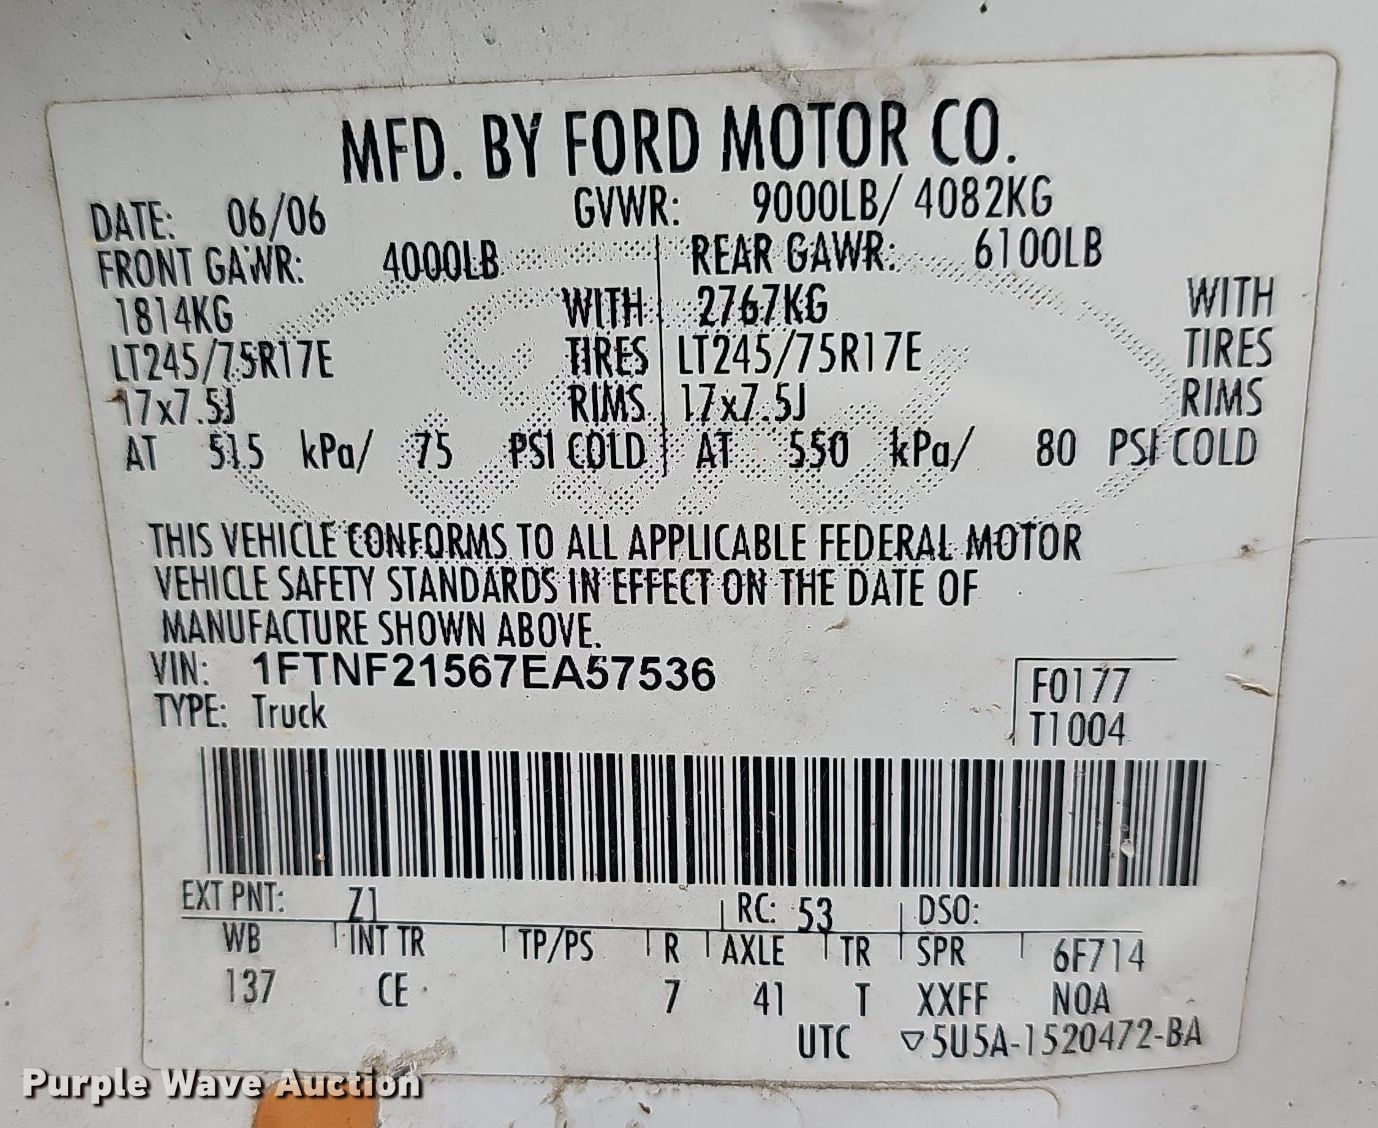 MFD. BY FORD MOTOR CO.
DATE: 06/06 GVWR: 9000LB/ 4082KG
FRONT GAWR: 4000LB REAR GAWR: 6100LB
1814KG WITH 2767KG WITH
LT245/75R17E TIRES LT245/75R17E TIRES
17x7.5J RIMS 17x7.5J RIMS
AT 515 kPa/ 75 PSI COLD AT 550 kPa/ 80 PSI COLD
THIS VEHICLE CONFORMS TO ALL APPLICABLE FEDERAL MOTOR
VEHICLE SAFETY STANDARDS IN EFFECT ON THE DATE OF
MANUFACTURE SHOWN ABOVE.
VIN: 1FTNF21567EA57536
TYPE: Truck
F0177
T1004
EXT PNT: Z1 RC: 53 DSO:
WB INT TR TP/PS R AXLE TR SPR 6F714
137 CE 7 41 T XXFF NOA
UTC ▽5U5A-1520472-BA
Ford
Purple Wave Auction